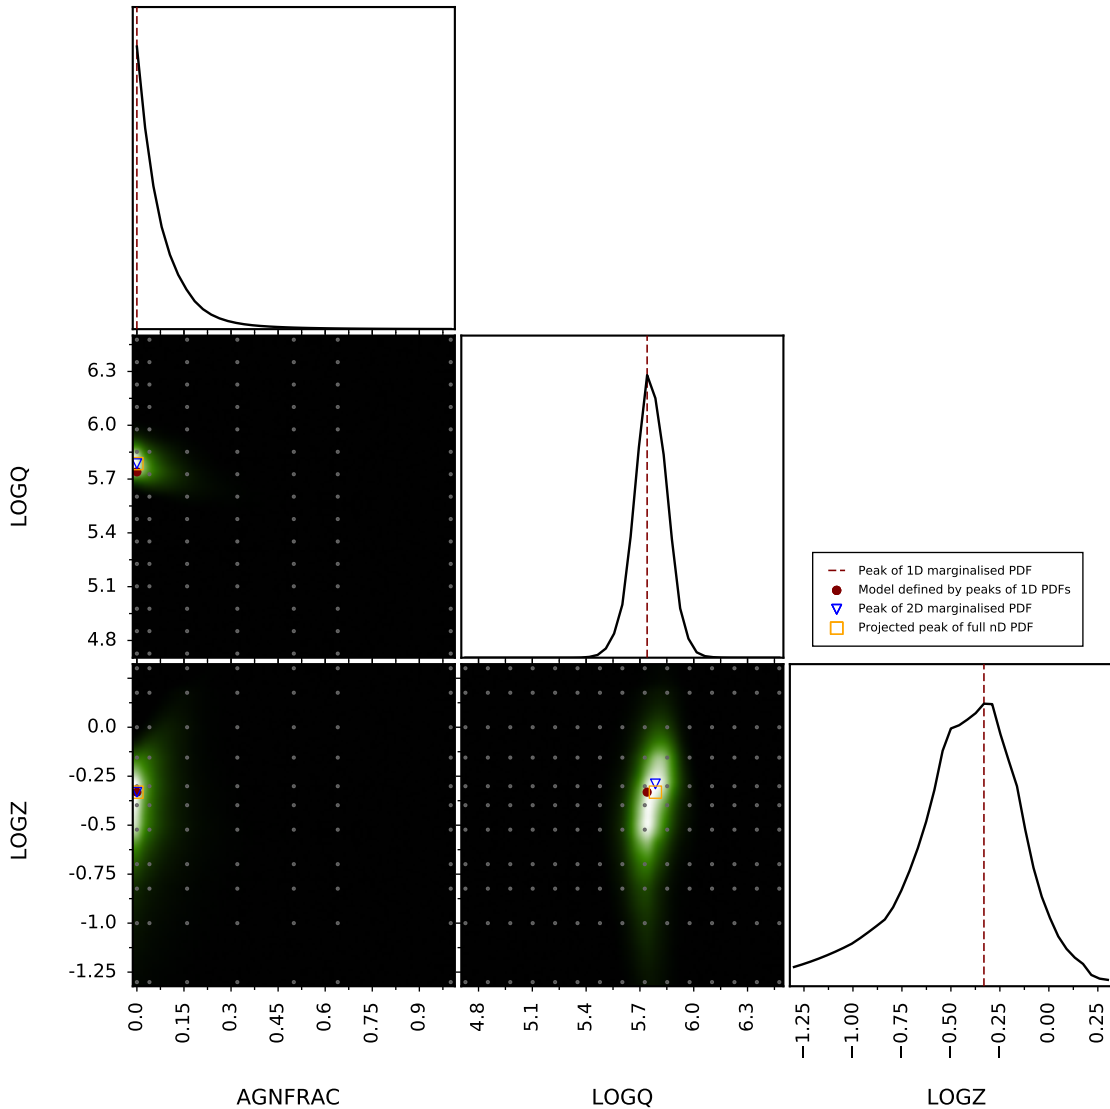 6.3
6.0
5.7
5.4
5.1
4.8
LOGQ
Peak of 1D marginalised PDF
Model defined by peaks of 1D PDFs
Peak of 2D marginalised PDF
Projected peak of full nD PDF
0.0
-0.25
-0.5
-0.75
-1.0
-1.25
LOGZ
0.0 0.15 0.3 0.45 0.6 0.75 0.9
4.8 5.1 5.4 5.7 6.0 6.3
−1.25 −1.00 −0.75 −0.50 −0.25 0.00 0.25
AGNFRAC LOGQ LOGZ